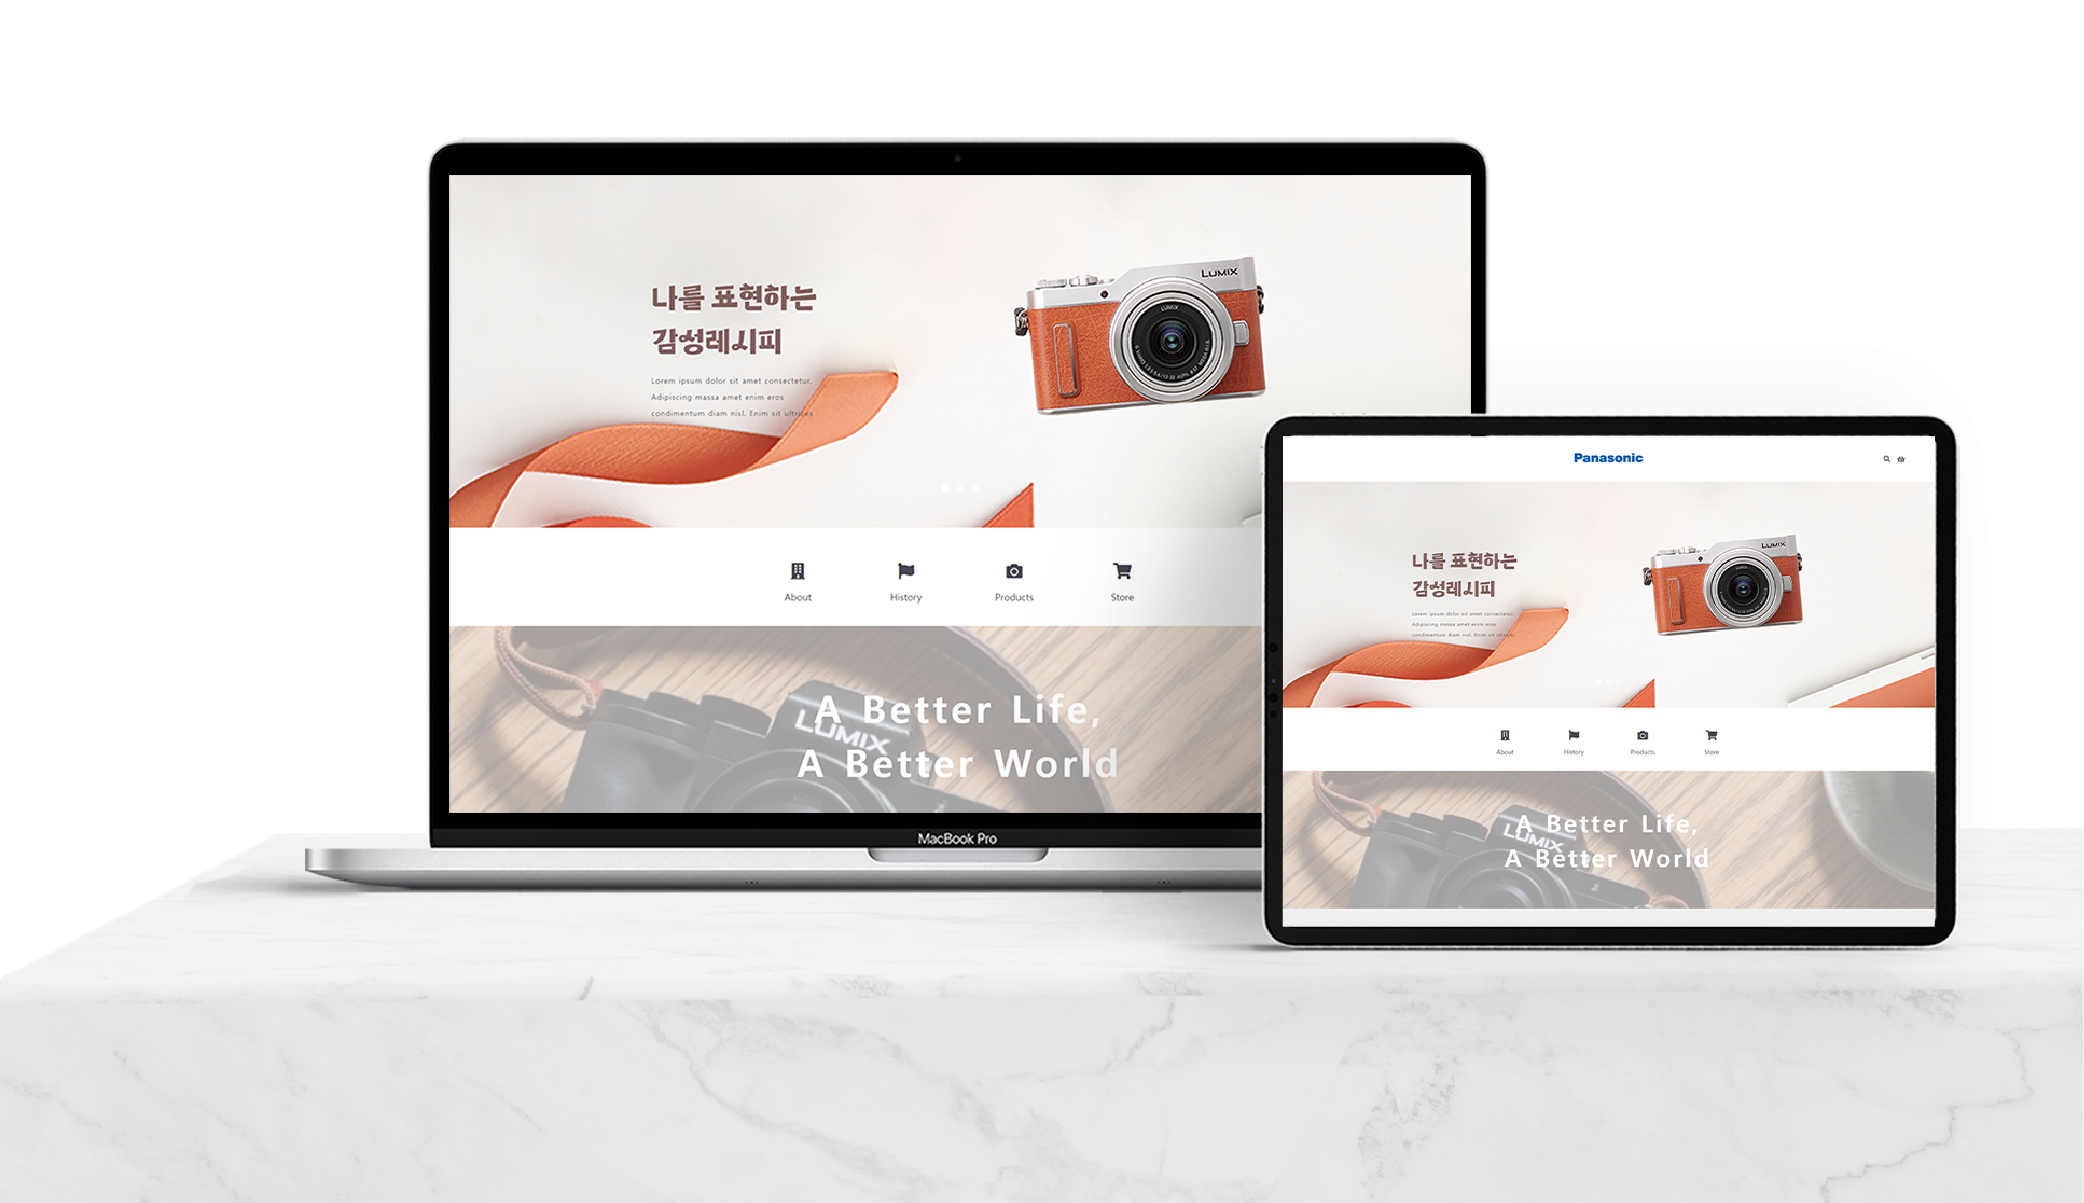 나를 표현하는
감성레시피
Lorem ipsum dolor sit amet consectetur.
Adipiscing massa amet enim eros
condimentum diam nisl. Enim sit ultrices
LUMIX
LUMIX
About
History
Products
Store
LUMIX
A Better Life,
A Better World
MacBook Pro
Panasonic
나를 표현하는
감성레시피
Lorem ipsum dolor sit amet consectetur.
Adipiscing massa amet enim eros
condimentum diam nisl. Enim sit ultrices
LUMIX
About
History
Products
Store
LUMIX
A Better Life,
A Better World